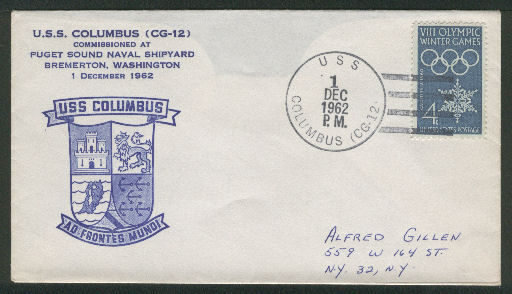 U.S.S. COLUMBUS (CG-12)
COMMISSIONED AT
PUGET SOUND NAVAL SHIPYARD
BREMERTON, WASHINGTON
1 DECEMBER 1962
USS COLUMBUS
AD FRONTES MUNDI
U S S
1
DEC
1962
P.M.
COLUMBUS (CG-12)
VIII OLYMPIC
WINTER GAMES
4¢
UNITED STATES POSTAGE
ALFRED GILLEN
559 W 164 ST.
N.Y. 32, N.Y